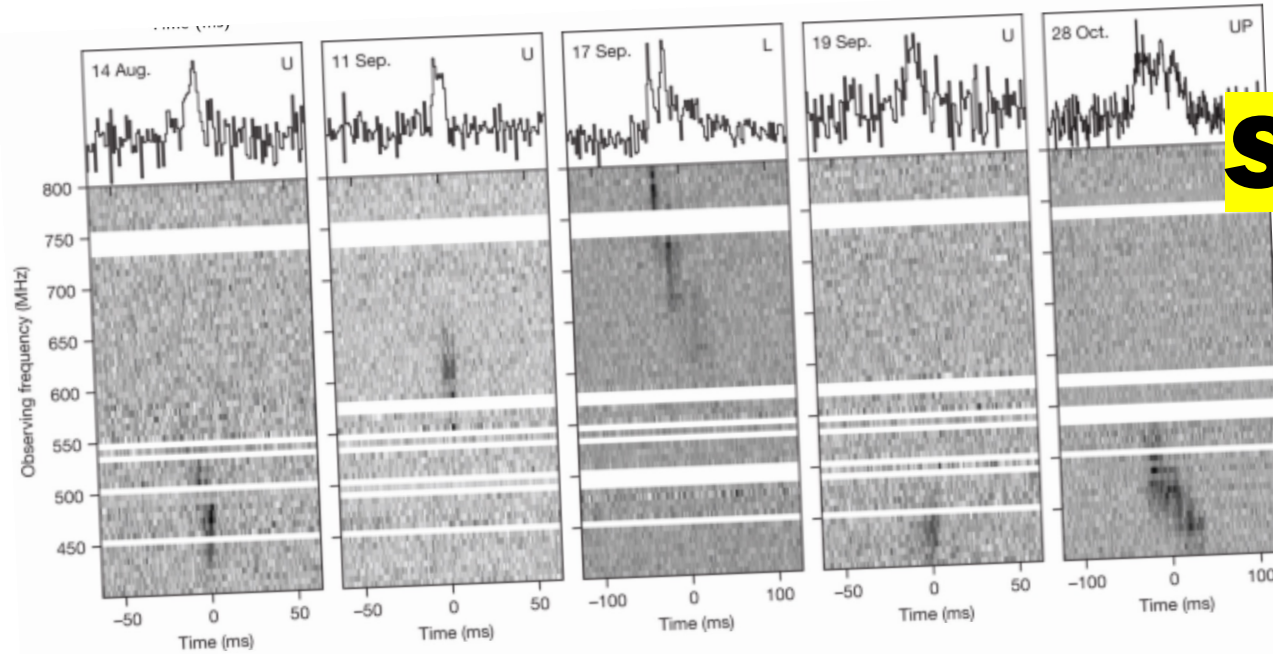 14 Aug. U
11 Sep. U
17 Sep. L
19 Sep. U
28 Oct. UP
S
800
750
700
650
600
550
500
450
Observing frequency (MHz)
−50 0 50
−50 0 50
−100 0 100
−50 0 50
−100 0 100
Time (ms)
Time (ms)
Time (ms)
Time (ms)
Time (ms)